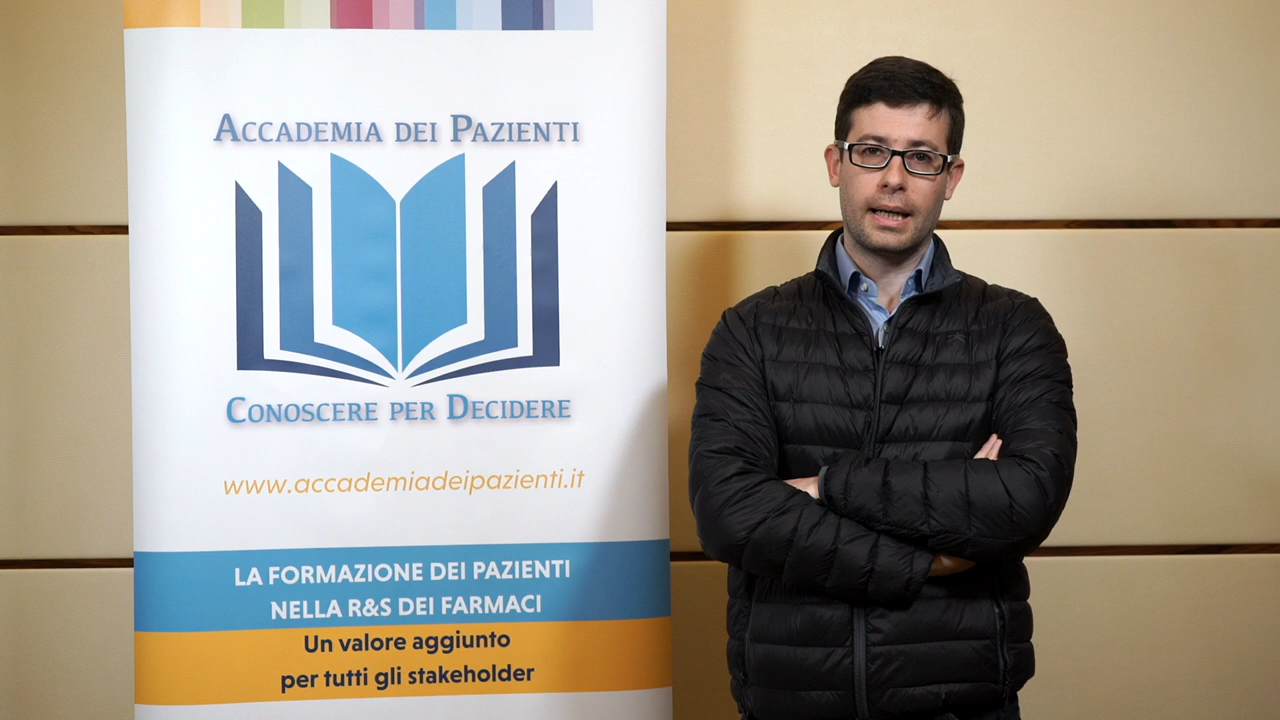 ACCADEMIA DEI PAZIENTI
CONOSCERE PER DECIDERE
www.accademiadeipazienti.it
LA FORMAZIONE DEI PAZIENTI
NELLA R&S DEI FARMACI
Un valore aggiunto
per tutti gli stakeholder